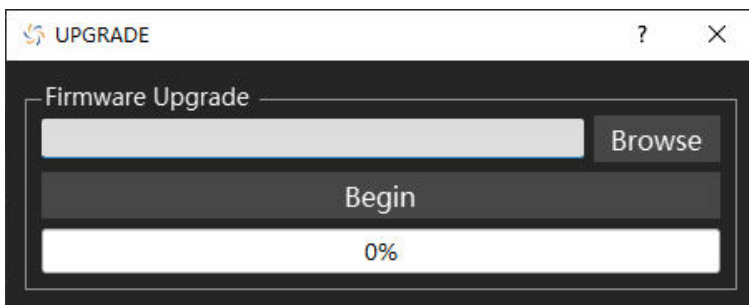 UPGRADE ?
Firmware Upgrade
Browse
Begin
0%